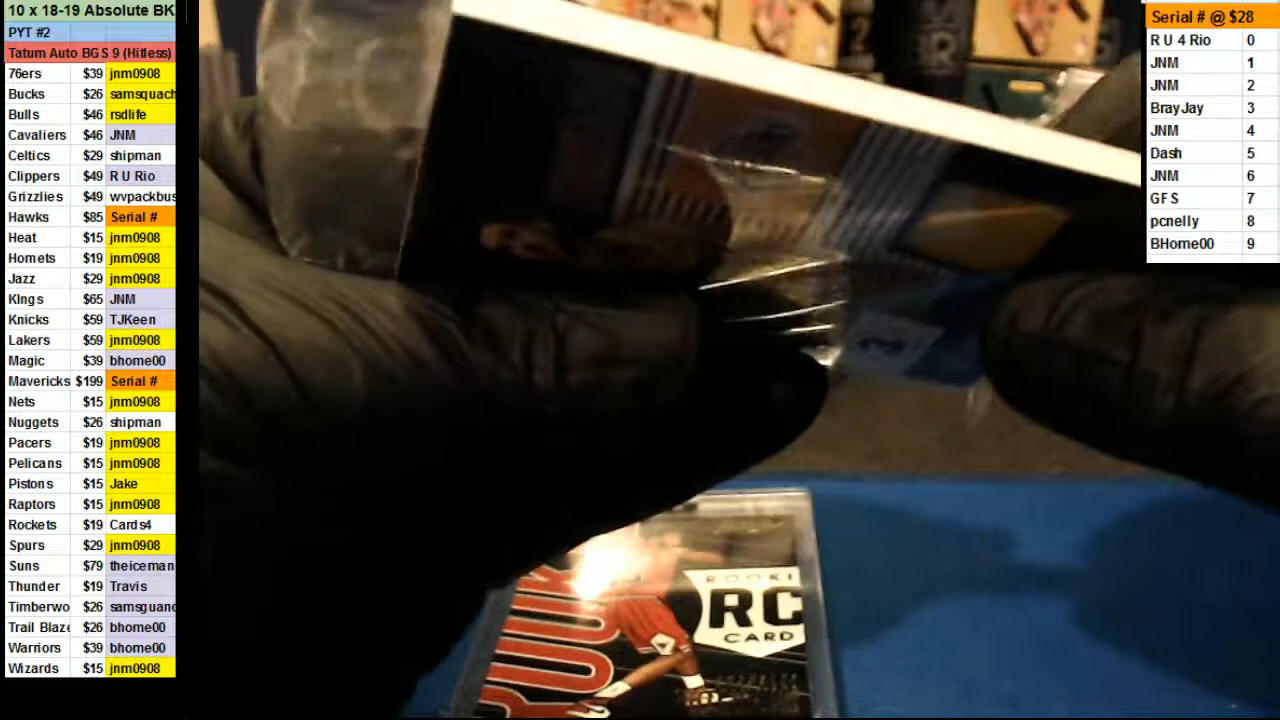 10 x 18-19 Absolute BK
PYT #2
Tatum Auto BGS 9 (Hitless)
76ers $39 jnm0908
Bucks $26 samsquach
Bulls $46 rsdlife
Cavaliers $46 JNM
Celtics $29 shipman
Clippers $49 R U Rio
Grizzlies $49 wvpackbus
Hawks $85 Serial #
Heat $15 jnm0908
Hornets $19 jnm0908
Jazz $29 jnm0908
KIngs $65 JNM
Knicks $59 TJKeen
Lakers $59 jnm0908
Magic $39 bhome00
Mavericks $199 Serial #
Nets $15 jnm0908
Nuggets $26 shipman
Pacers $19 jnm0908
Pelicans $15 jnm0908
Pistons $15 Jake
Raptors $15 jnm0908
Rockets $19 Cards4
Spurs $29 jnm0908
Suns $79 theiceman
Thunder $19 Travis
Timberwo $26 samsguanc
Trail Blaze $26 bhome00
Warriors $39 bhome00
Wizards $15 jnm0908
Serial # @ $28
R U 4 Rio 0
JNM 1
JNM 2
BrayJay 3
JNM 4
Dash 5
JNM 6
GFS 7
pcnelly 8
BHome00 9
ROOKI
RC
CARD